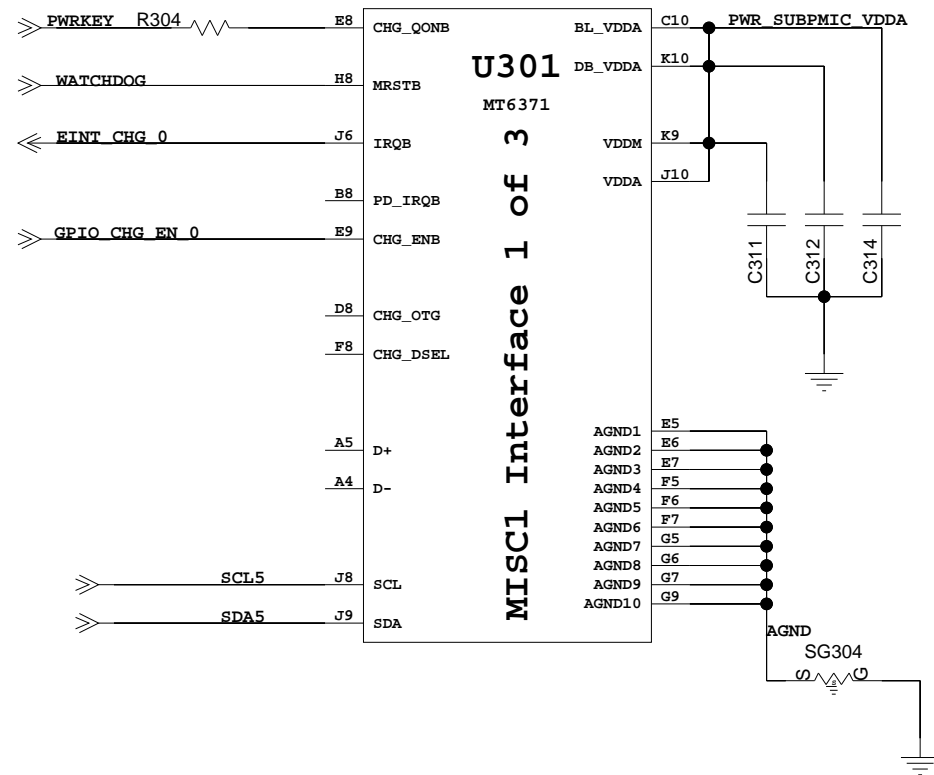 PWRKEY R304 E8 CHG_QONB BL_VDDA C10 PWR_SUBPMIC_VDDA
U301 DB_VDDA K10
WATCHDOG H8 MRSTB
MT6371
EINT_CHG_0 J6 IRQB VDDM K9
VDDA J10
B8 PD_IRQB
GPIO_CHG_EN_0 E9 CHG_ENB
C311 C312 C314
D8 CHG_OTG
F8 CHG_DSEL
MISC1 Interface 1 of 3
AGND1 E5
A5 D+ AGND2 E6
AGND3 E7
A4 D- AGND4 F5
AGND5 F6
AGND6 F7
AGND7 G5
AGND8 G6
SCL5 J8 SCL AGND9 G7
AGND10 G9
SDA5 J9 SDA
AGND
SG304
S s G